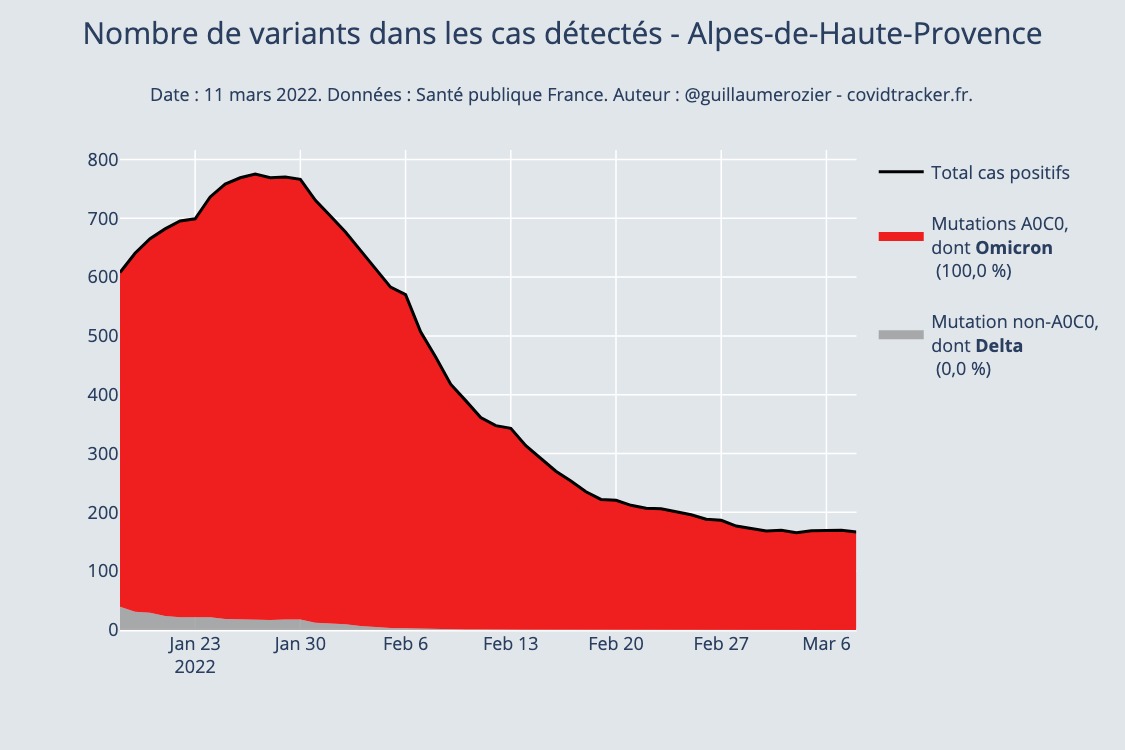 Nombre de variants dans les cas détectés - Alpes-de-Haute-Provence
Date : 11 mars 2022. Données : Santé publique France. Auteur : @guillaumerozier - covidtracker.fr.
800
700
600
500
400
300
200
100
0
Jan 23
2022
Jan 30
Feb 6
Feb 13
Feb 20
Feb 27
Mar 6
Total cas positifs
Mutations A0C0,
dont Omicron
(100,0 %)
Mutation non-A0C0,
dont Delta
(0,0 %)